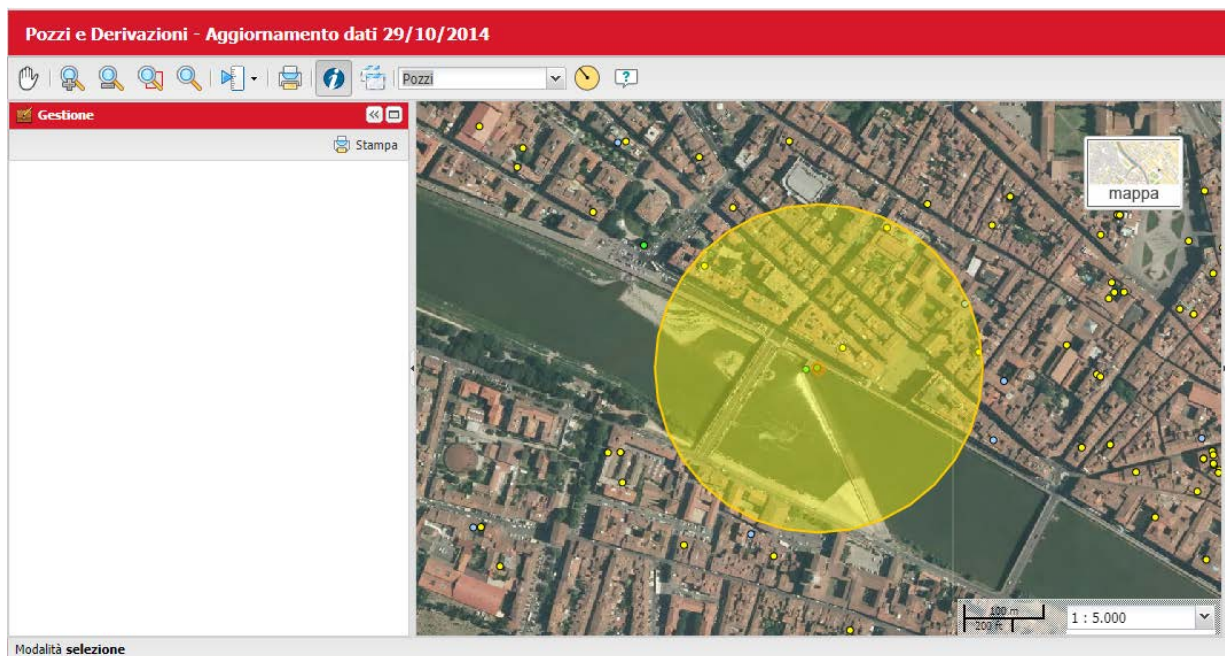 Pozzi e Derivazioni - Aggiornamento dati 29/10/2014
Pozzi
Gestione
Stampa
mappa
100 m
200 ft
1 : 5.000
Modalità selezione